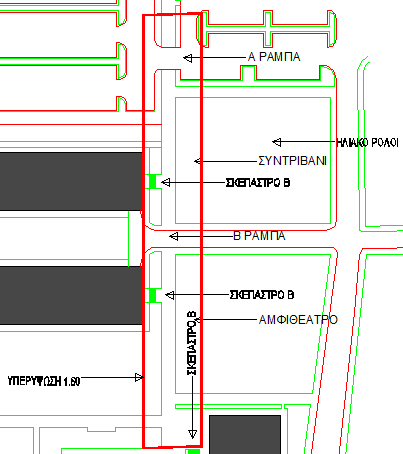 Α ΡΑΜΠΑ
ΗΛΙΑΚΟ ΡΟΛΟΙ
ΣΥΝΤΡΙΒΑΝΙ
ΣΚΕΠΑΣΤΡΟ Β
Β ΡΑΜΠΑ
ΣΚΕΠΑΣΤΡΟ Β
ΑΜΦΙΘΕΑΤΡΟ
ΣΚΕΠΑΣΤΡΟ Β
ΥΠΕΡΥΨΩΣΗ 1.60